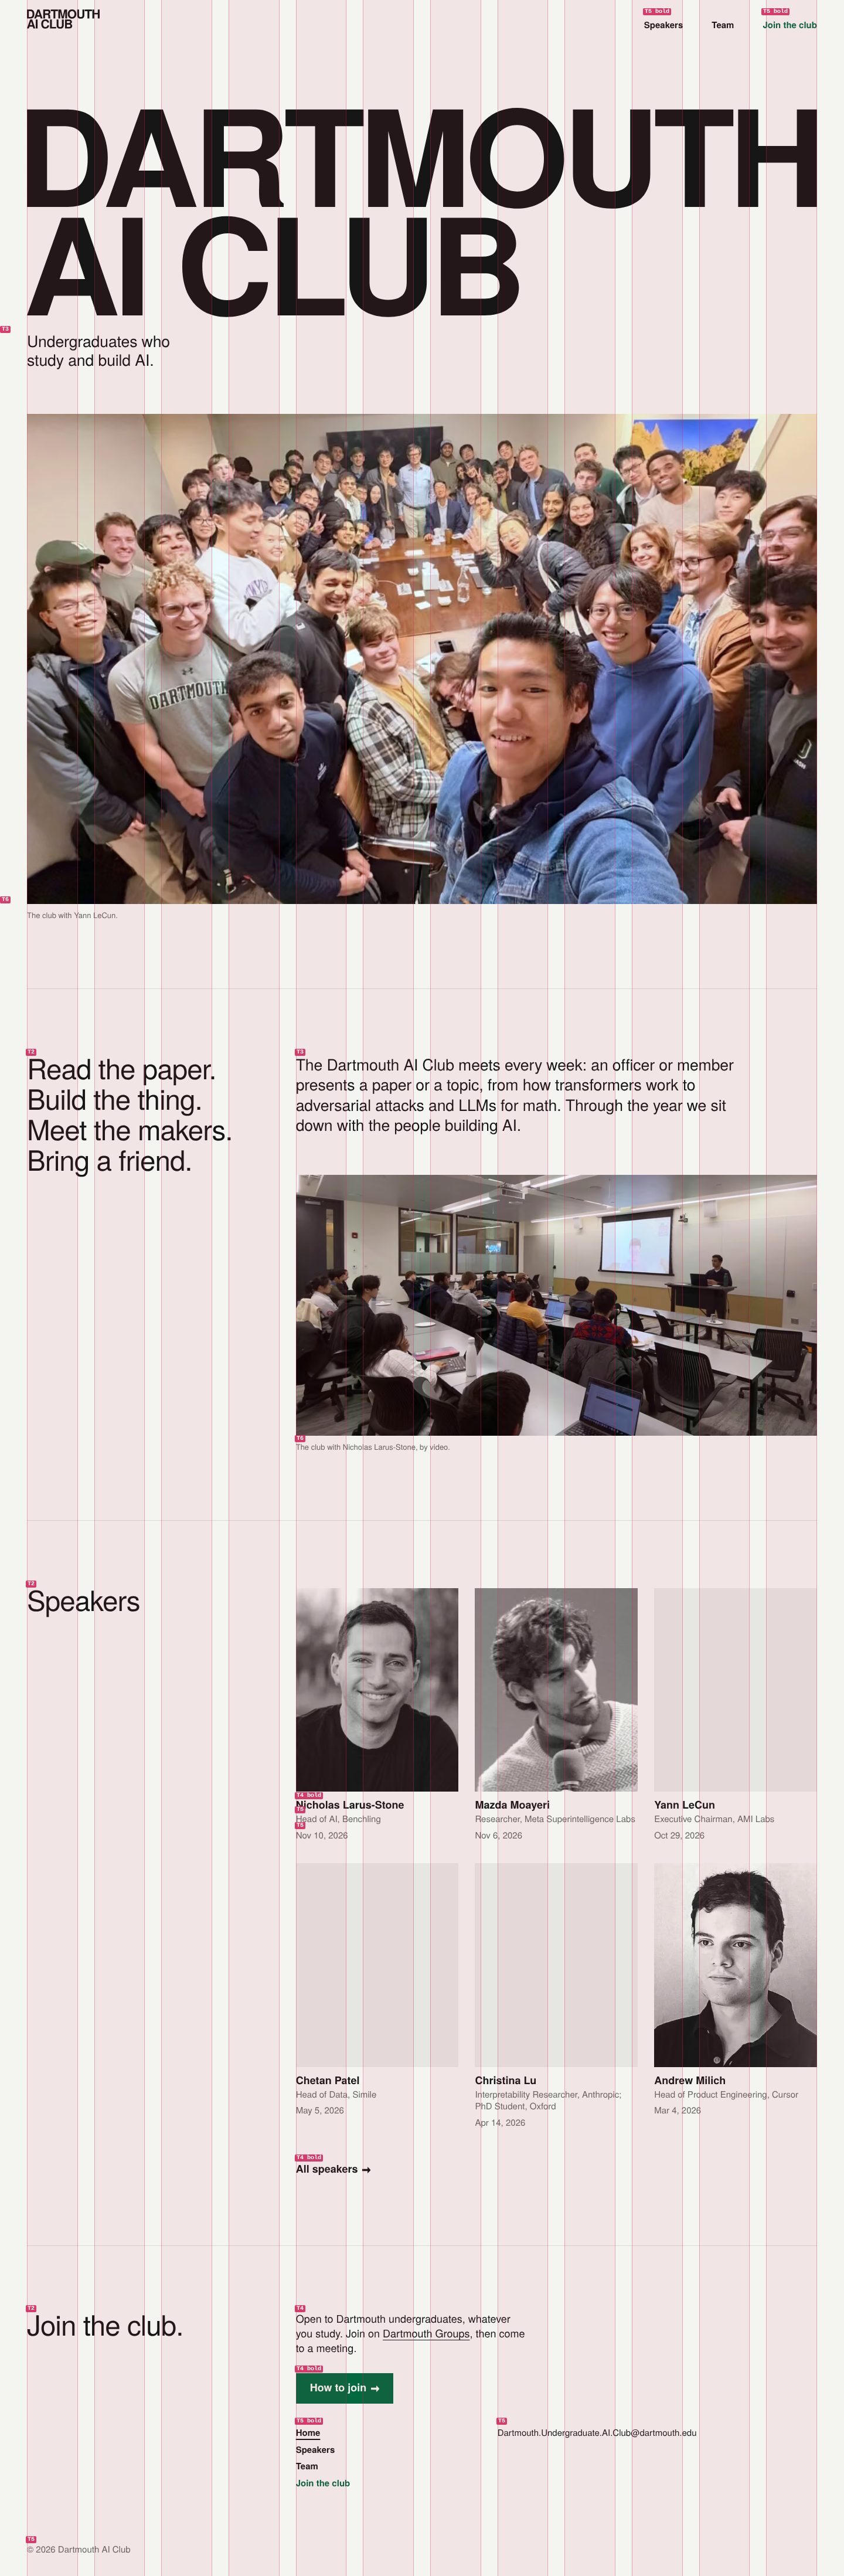 DARTMOUTH
AI CLUB
T5 bold
Speakers
Team
T5 bold
Join the club
DARTMOUTH
AI CLUB
T3
Undergraduates who
study and build AI.
DARTMOUTH
T6
The club with Yann LeCun.
T2
Read the paper.
Build the thing.
Meet the makers.
Bring a friend.
T3
The Dartmouth AI Club meets every week: an officer or member
presents a paper or a topic, from how transformers work to
adversarial attacks and LLMs for math. Through the year we sit
down with the people building AI.
T6
The club with Nicholas Larus-Stone, by video.
T2
Speakers
T4 bold
Nicholas Larus-Stone
T5
Head of AI, Benchling
T5
Nov 10, 2026
Mazda Moayeri
Researcher, Meta Superintelligence Labs
Nov 6, 2026
Yann LeCun
Executive Chairman, AMI Labs
Oct 29, 2026
Chetan Patel
Head of Data, Simile
May 5, 2026
Christina Lu
Interpretability Researcher, Anthropic;
PhD Student, Oxford
Apr 14, 2026
Andrew Milich
Head of Product Engineering, Cursor
Mar 4, 2026
T4 bold
All speakers →
T2
Join the club.
T4
Open to Dartmouth undergraduates, whatever
you study. Join on Dartmouth Groups, then come
to a meeting.
T4 bold
How to join →
T5 bold
Home
Speakers
Team
Join the club
T5
Dartmouth.Undergraduate.AI.Club@dartmouth.edu
T5
© 2026 Dartmouth AI Club